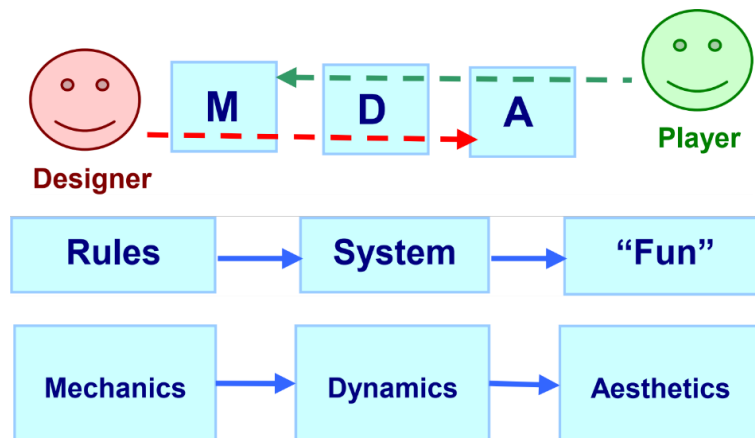 M
D
A
Designer
Player
Rules
System
“Fun”
Mechanics
Dynamics
Aesthetics